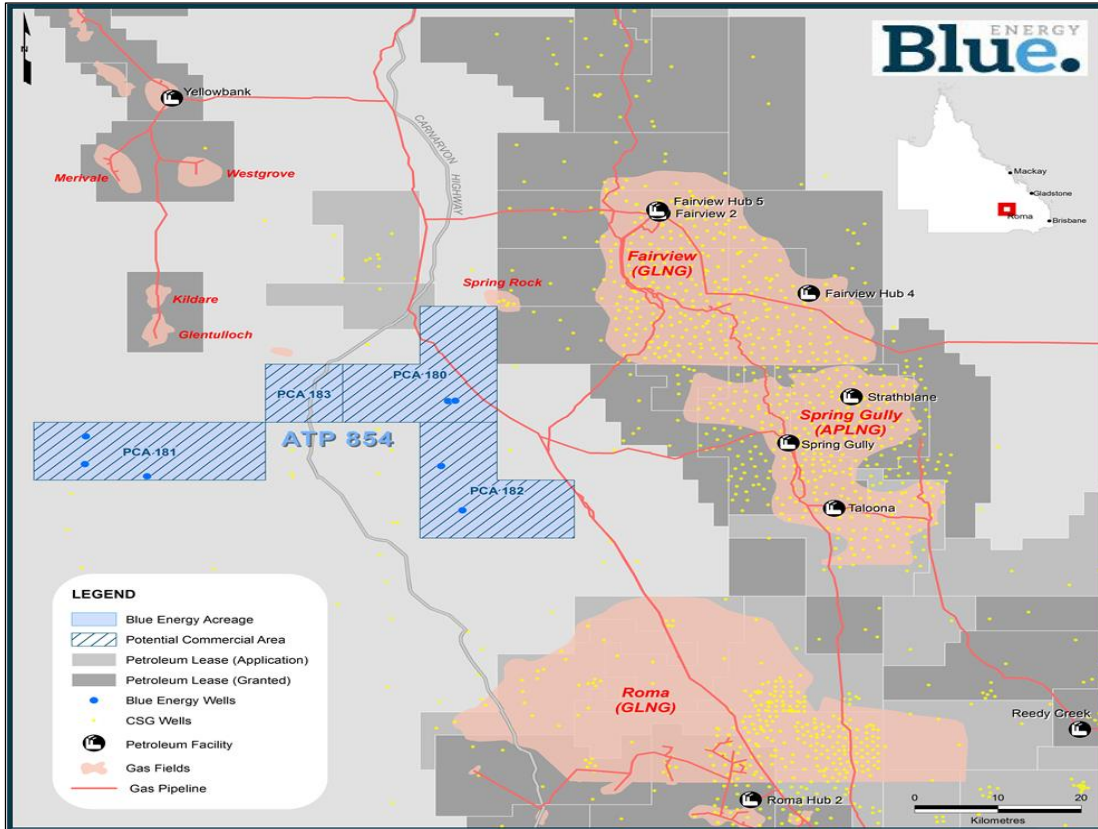 N
ENERGY
Blue.
Yellowbank
CARNARVON
HIGHWAY
Mackay
Gladstone
Roma
Brisbane
Merivale
Westgrove
Fairview Hub 5
Fairview 2
Fairview
(GLNG)
Spring Rock
Fairview Hub 4
Kildare
Glentulloch
PCA 180
PCA 183
Strathblane
Spring Gully
(APLNG)
ATP 854
Spring Gully
PCA 181
PCA 182
Taloona
LEGEND
Blue Energy Acreage
Potential Commercial Area
Petroleum Lease (Application)
Petroleum Lease (Granted)
Blue Energy Wells
CSG Wells
Petroleum Facility
Gas Fields
Gas Pipeline
Roma
(GLNG)
Reedy Creek
Roma Hub 2
0 10 20
Kilometres